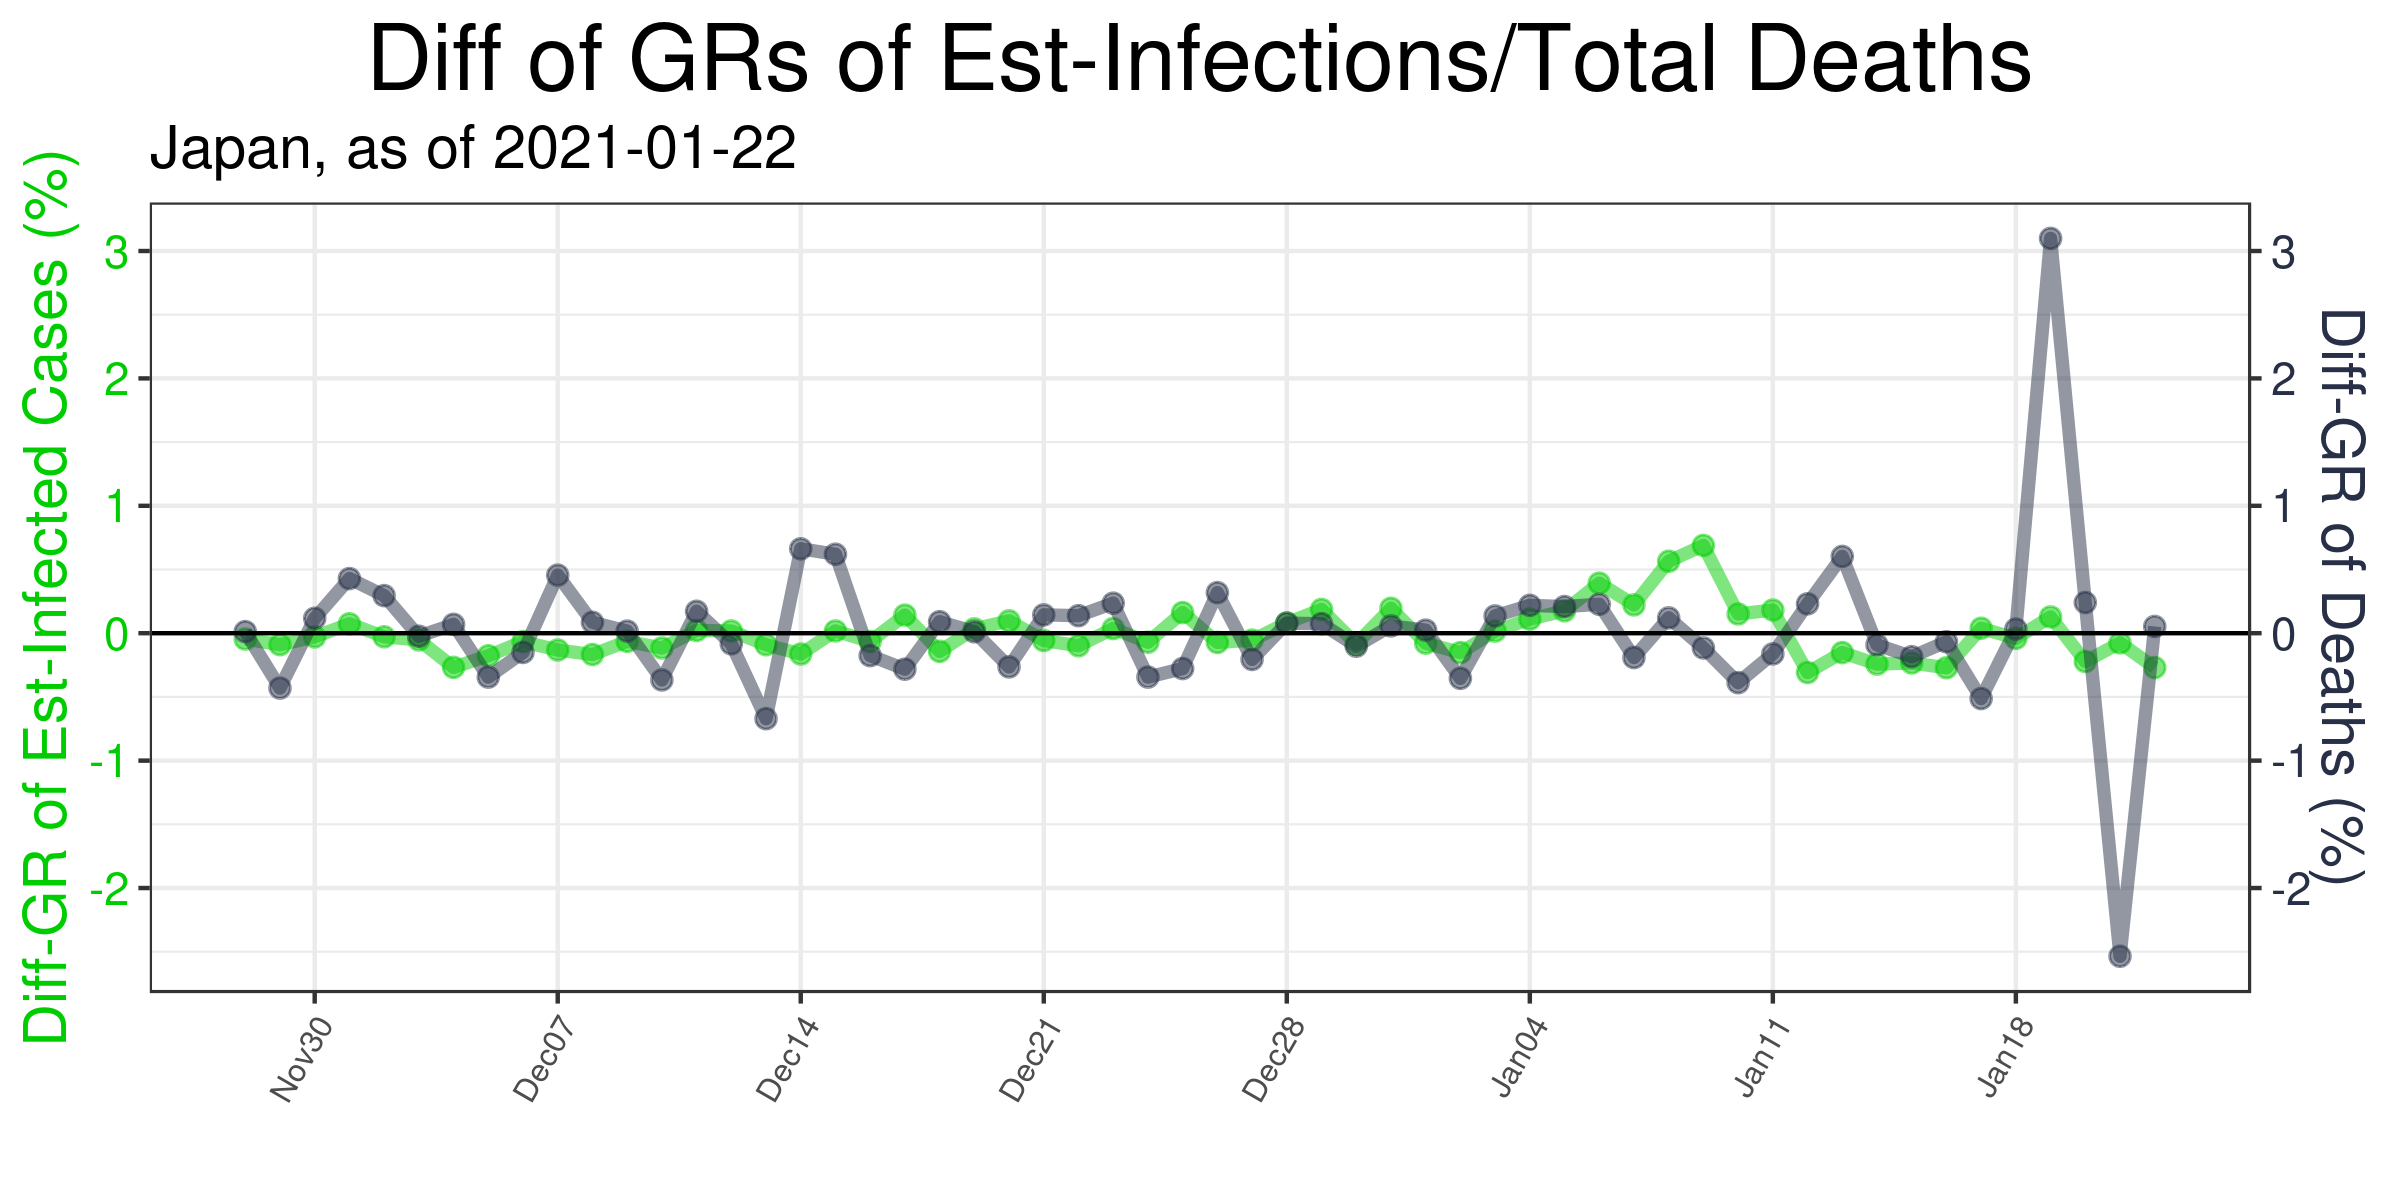 Diff of GRs of Est-Infections/Total Deaths
Japan, as of 2021-01-22
Diff-GR of Est-Infected Cases (%)
3
2
1
0
-1
-2
3
2
1
0
-1
-2
Diff-GR of Deaths (%)
Nov30
Dec07
Dec14
Dec21
Dec28
Jan04
Jan11
Jan18